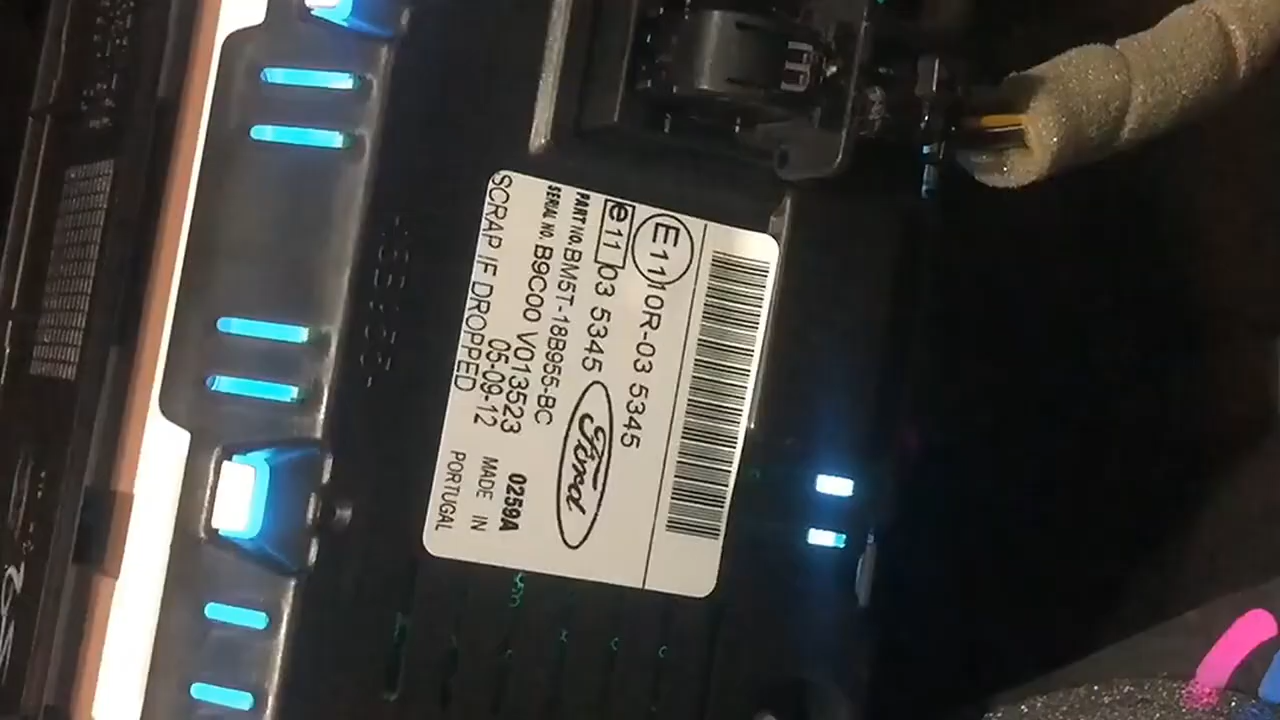 E11 10R-03 5345
e11 03 5345
Ford
PART NO. BM5T-18B955-BC
SERIAL NO. B9C00 V013523
05-09-12
0259A
SCRAP IF DROPPED
MADE IN
PORTUGAL